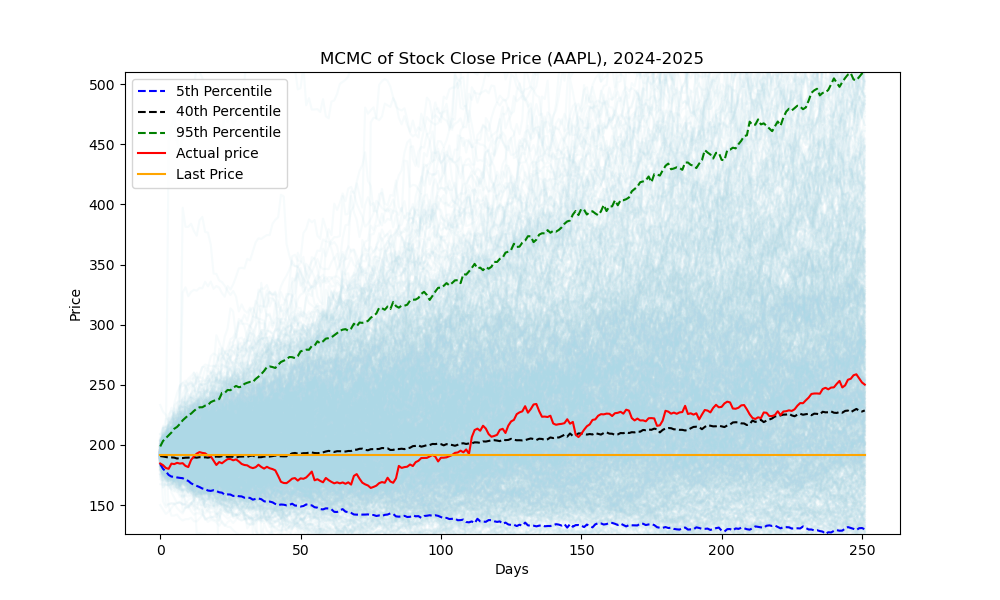 MCMC of Stock Close Price (AAPL), 2024-2025
5th Percentile
40th Percentile
95th Percentile
Actual price
Last Price
500
450
400
350
300
250
200
150
Price
0 50 100 150 200 250
Days